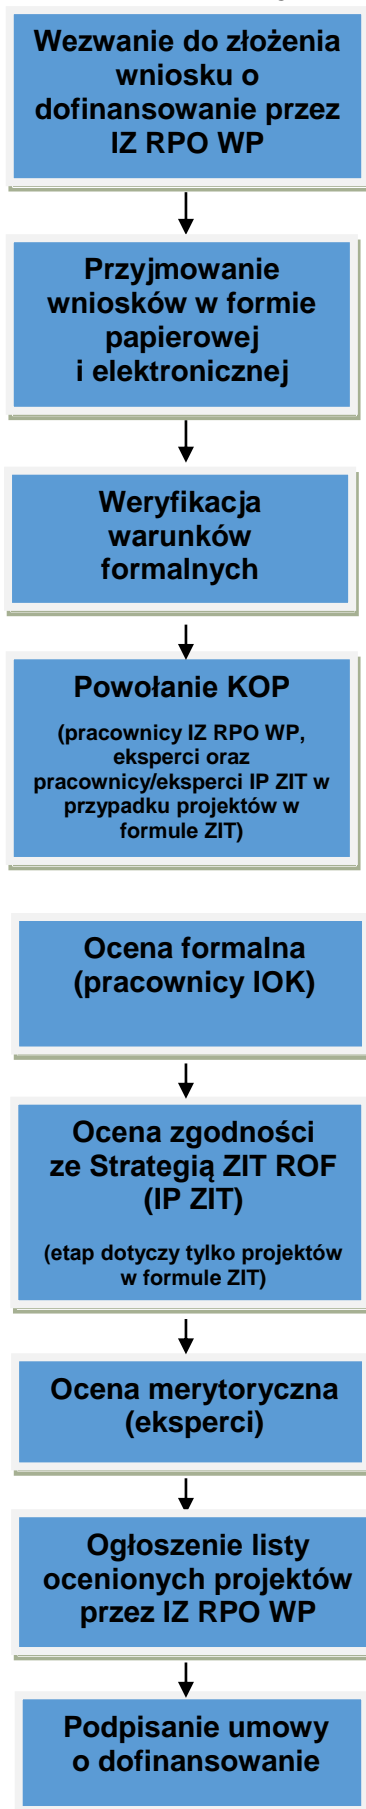 Wezwanie do złożenia
wniosku o
dofinansowanie przez
IZ RPO WP
Przyjmowanie
wniosków w formie
papierowej
i elektronicznej
Weryfikacja
warunków
formalnych
Powołanie KOP
(pracownicy IZ RPO WP,
eksperci oraz
pracownicy/eksperci IP ZIT w
przypadku projektów w
formule ZIT)
Ocena formalna
(pracownicy IOK)
Ocena zgodności
ze Strategią ZIT ROF
(IP ZIT)
(etap dotyczy tylko projektów
w formule ZIT)
Ocena merytoryczna
(eksperci)
Ogłoszenie listy
ocenionych projektów
przez IZ RPO WP
Podpisanie umowy
o dofinansowanie